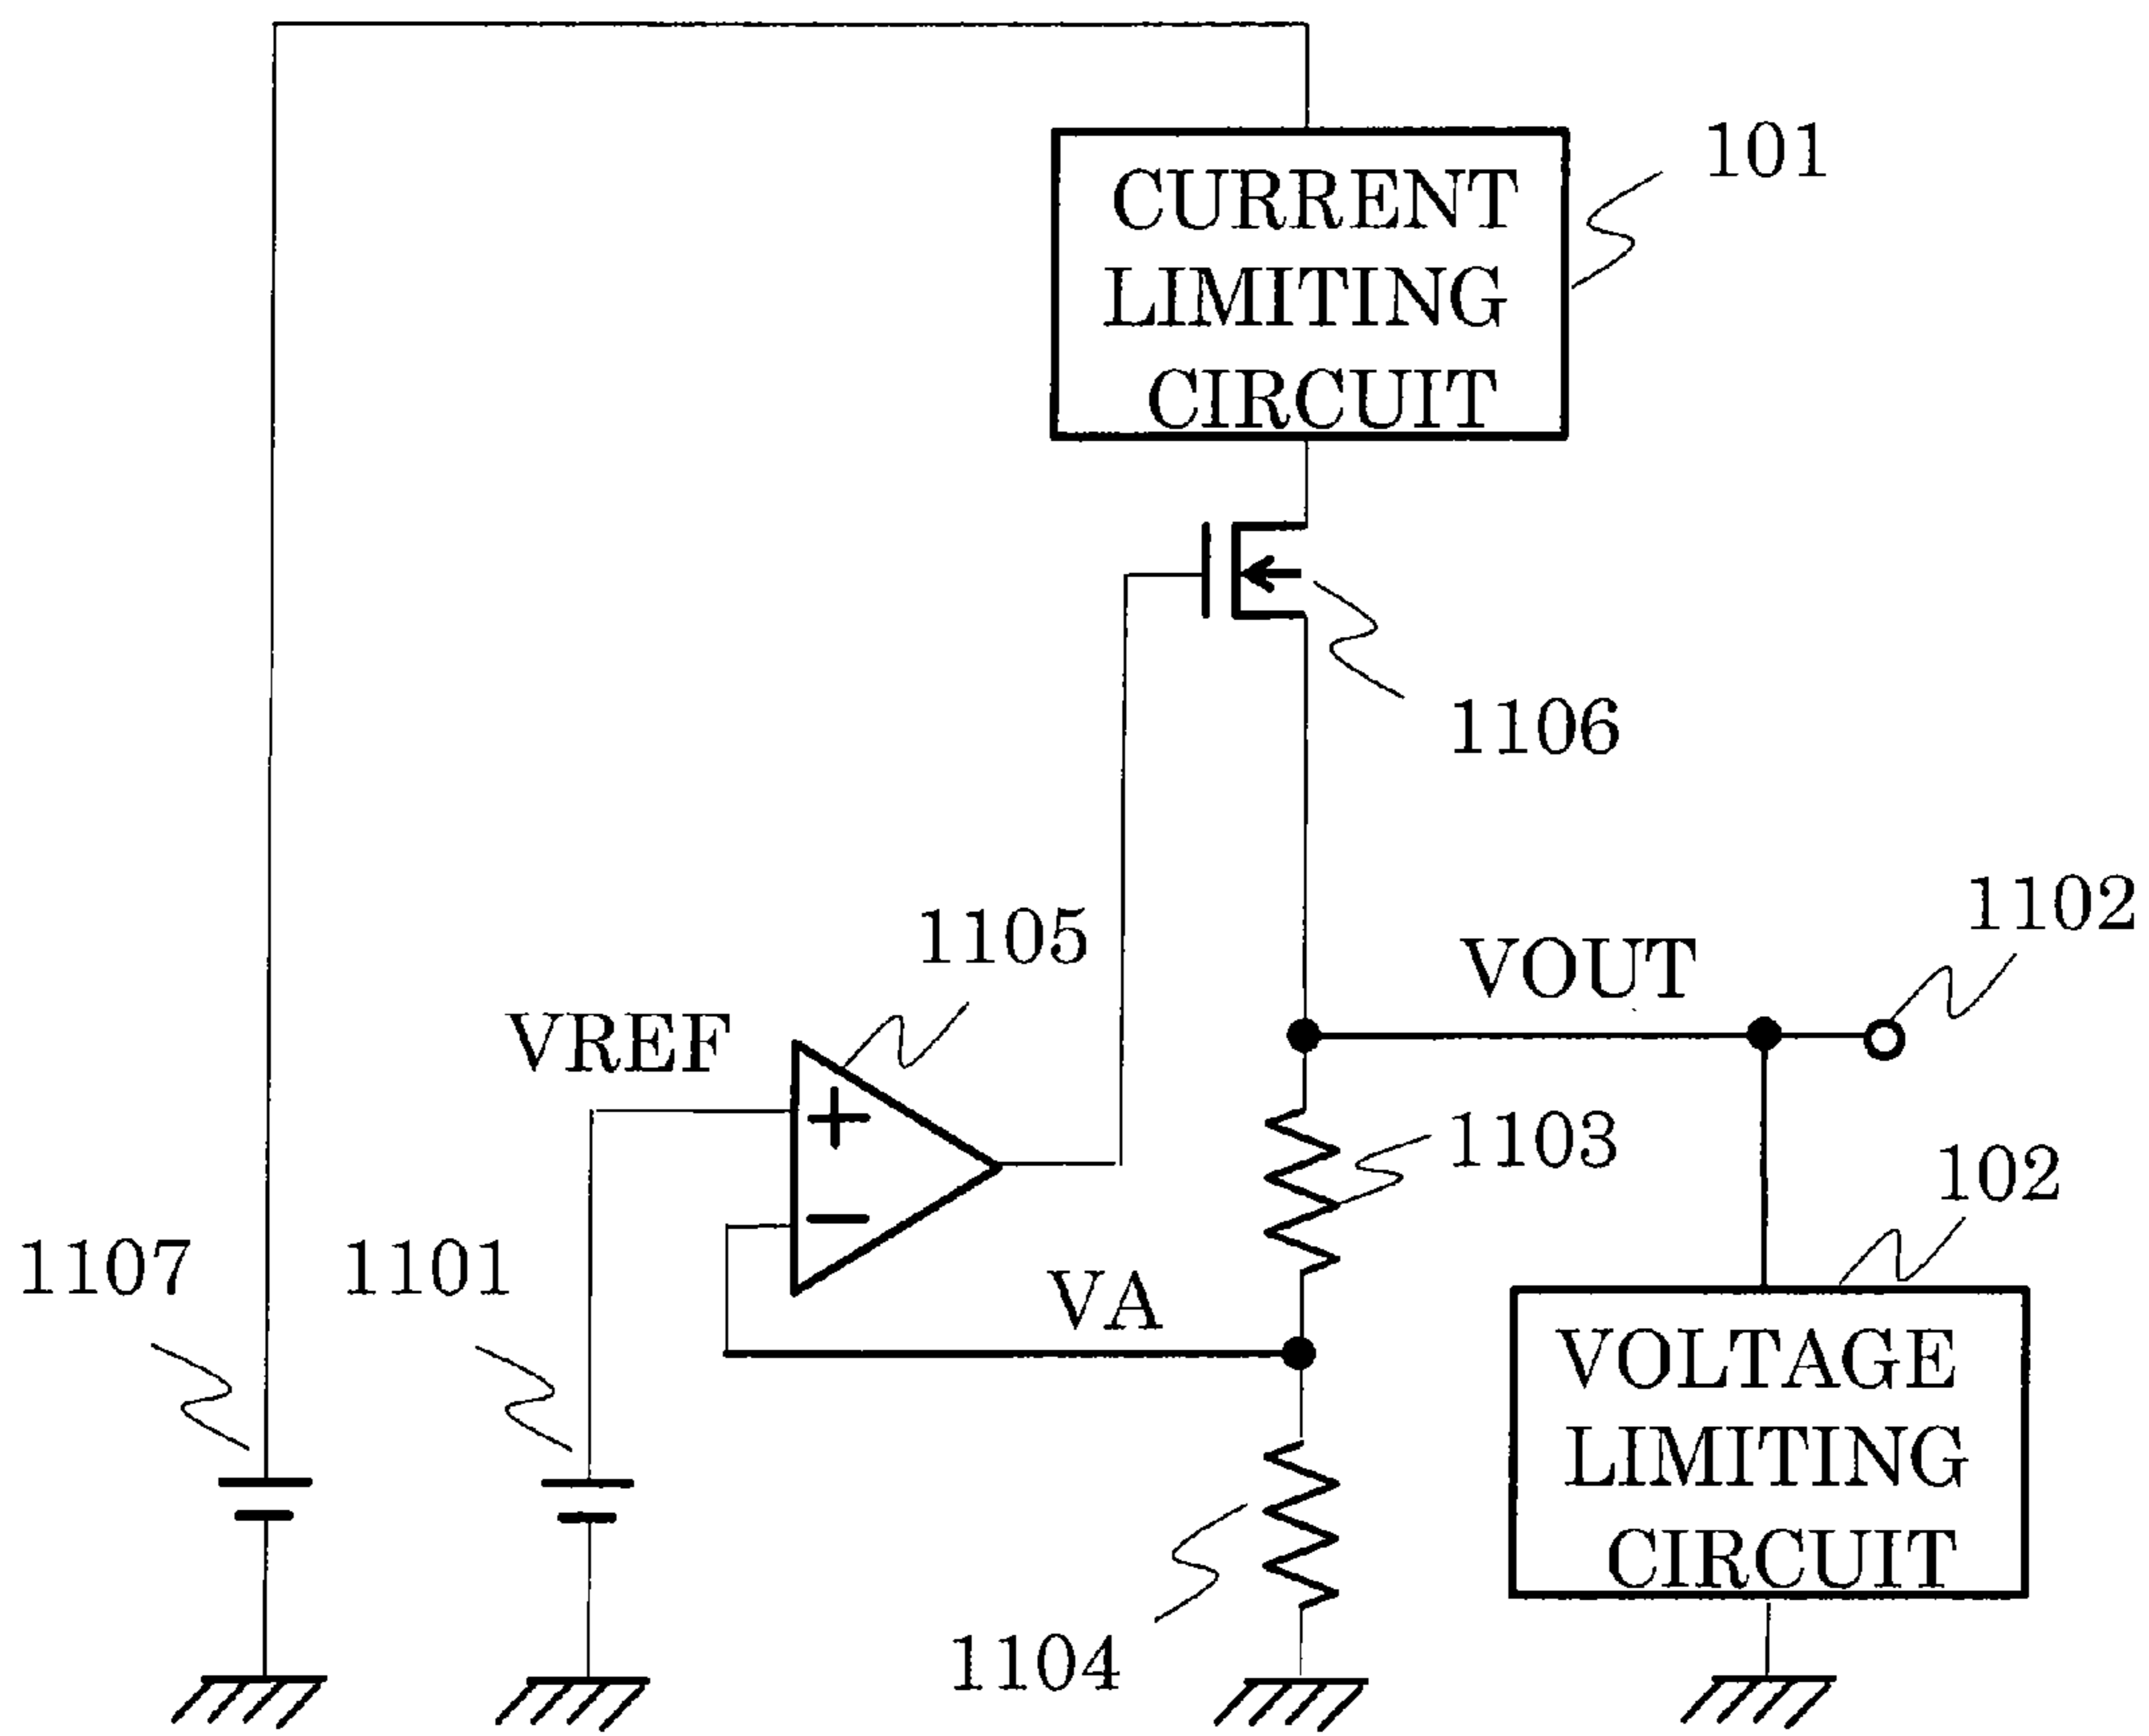 CURRENT
LIMITING
CIRCUIT
101
1106
1102
VOUT
1105
VREF
+
1103
102
−
1107
1101
VA
VOLTAGE
LIMITING
CIRCUIT
1104